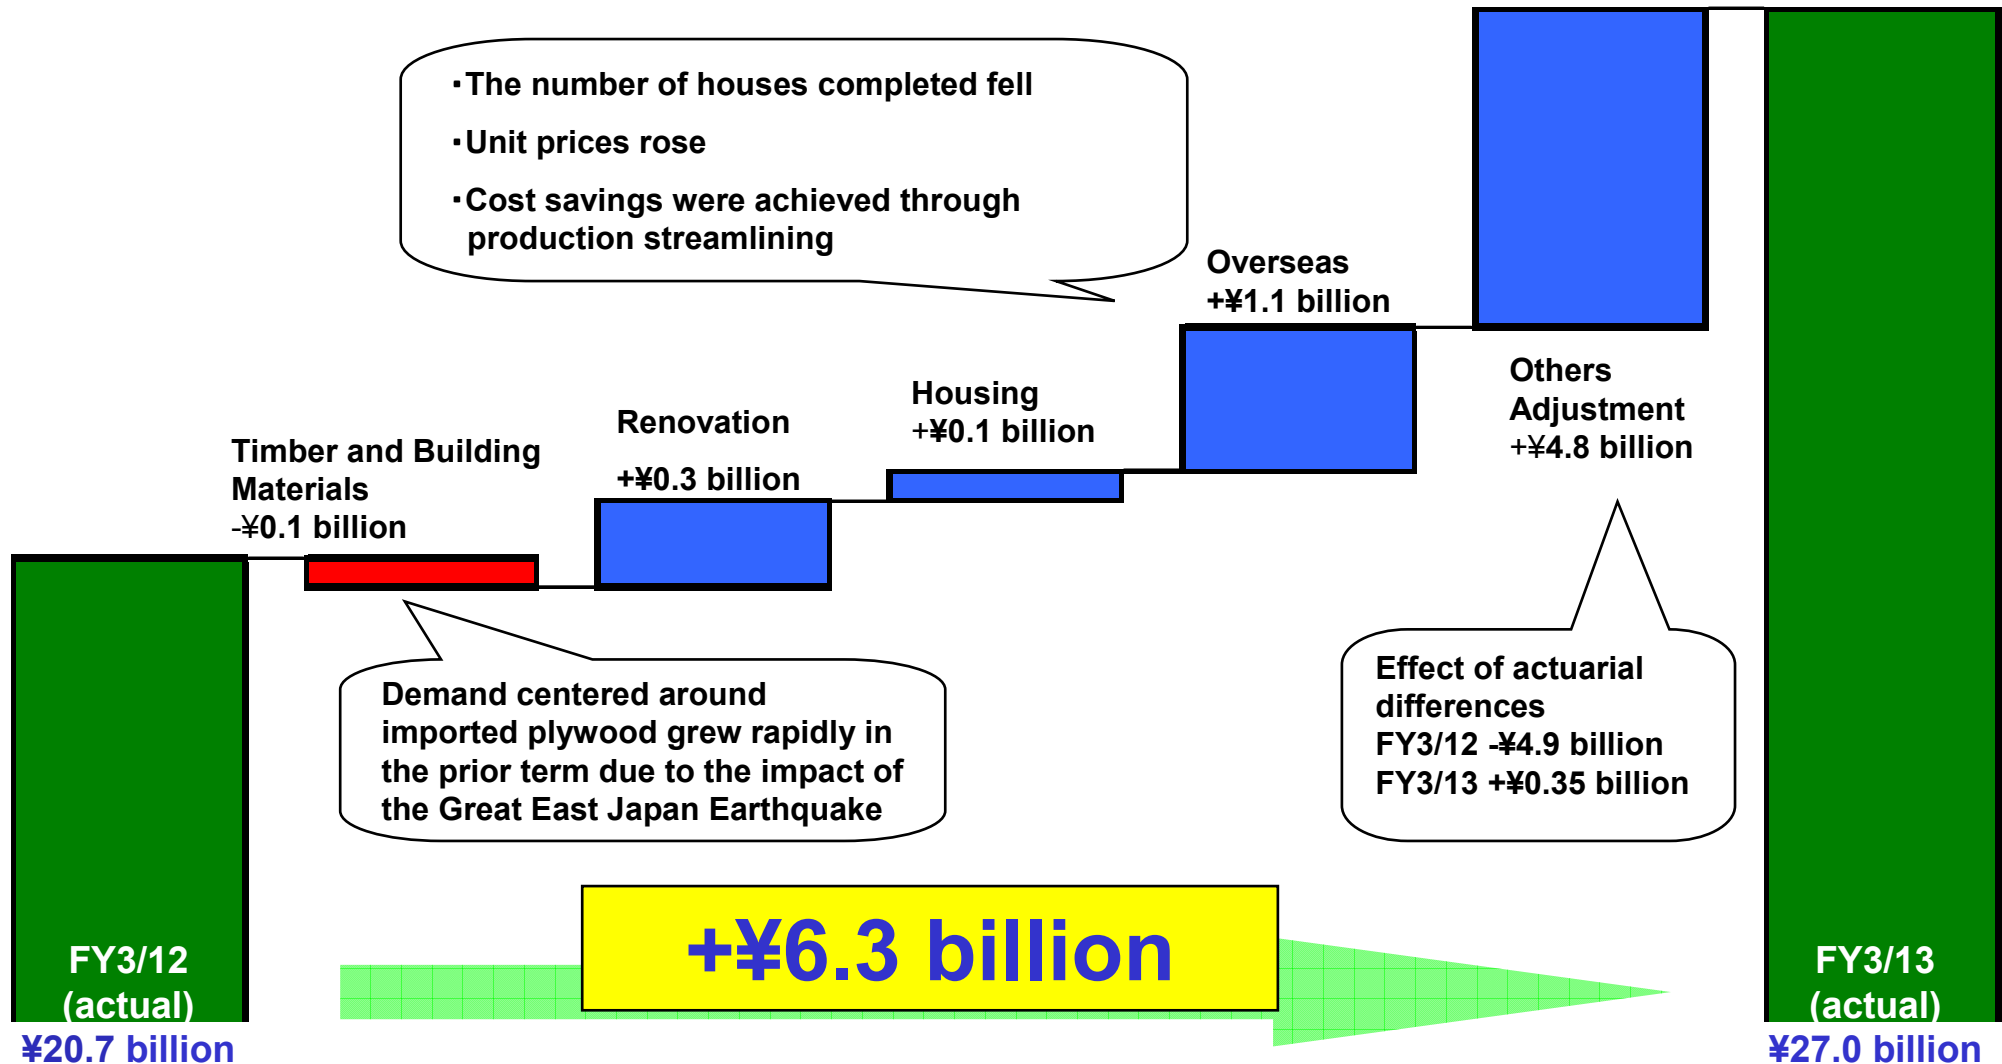 ・The number of houses completed fell
・Unit prices rose
・Cost savings were achieved through
production streamlining
Overseas
+¥1.1 billion
Others
Adjustment
+¥4.8 billion
Housing
+¥0.1 billion
Renovation
+¥0.3 billion
Timber and Building
Materials
-¥0.1 billion
Demand centered around
imported plywood grew rapidly in
the prior term due to the impact of
the Great East Japan Earthquake
Effect of actuarial
differences
FY3/12 -¥4.9 billion
FY3/13 +¥0.35 billion
+¥6.3 billion
FY3/12
(actual)
¥20.7 billion
FY3/13
(actual)
¥27.0 billion